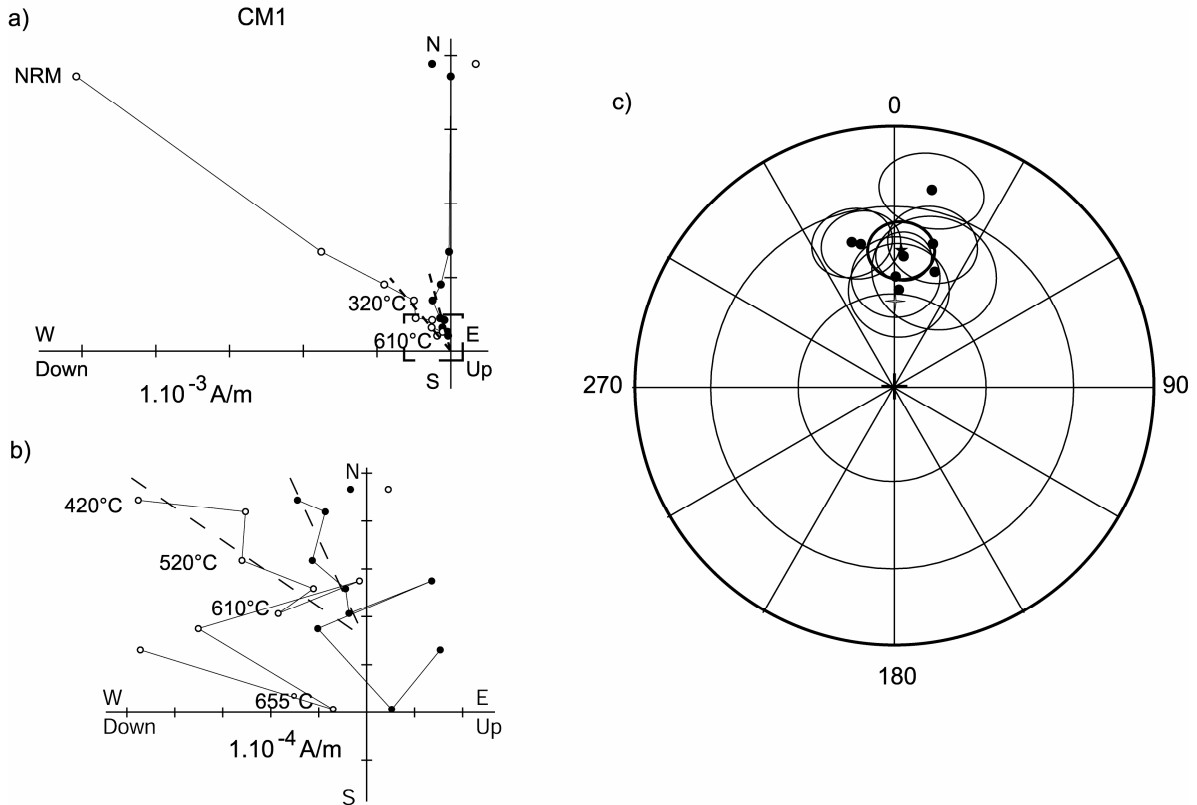 a)
CM1
N
NRM
320°C
610°C
W
E
Down
Up
S
1.10⁻³ A/m
b)
N
420°C
520°C
610°C
655°C
W
E
Down
Up
1.10⁻⁴ A/m
S
c)
0
270
90
180